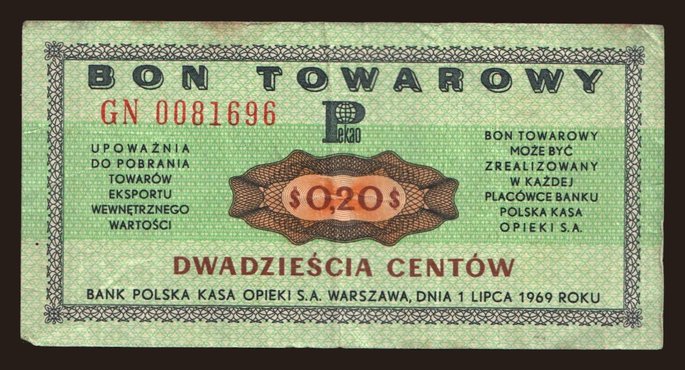 BON TOWAROWY
GN 0081696
Pekao
UPOWAŻNIA
DO POBRANIA
TOWARÓW
EKSPORTU
WEWNĘTRZNEGO
WARTOŚCI
$ 0,20 $
BON TOWAROWY
MOŻE BYĆ
ZREALIZOWANY
W KAŻDEJ
PLACÓWCE BANKU
POLSKA KASA
OPIEKI S.A.
DWADZIEŚCIA CENTÓW
BANK POLSKA KASA OPIEKI S.A. WARSZAWA, DNIA 1 LIPCA 1969 ROKU